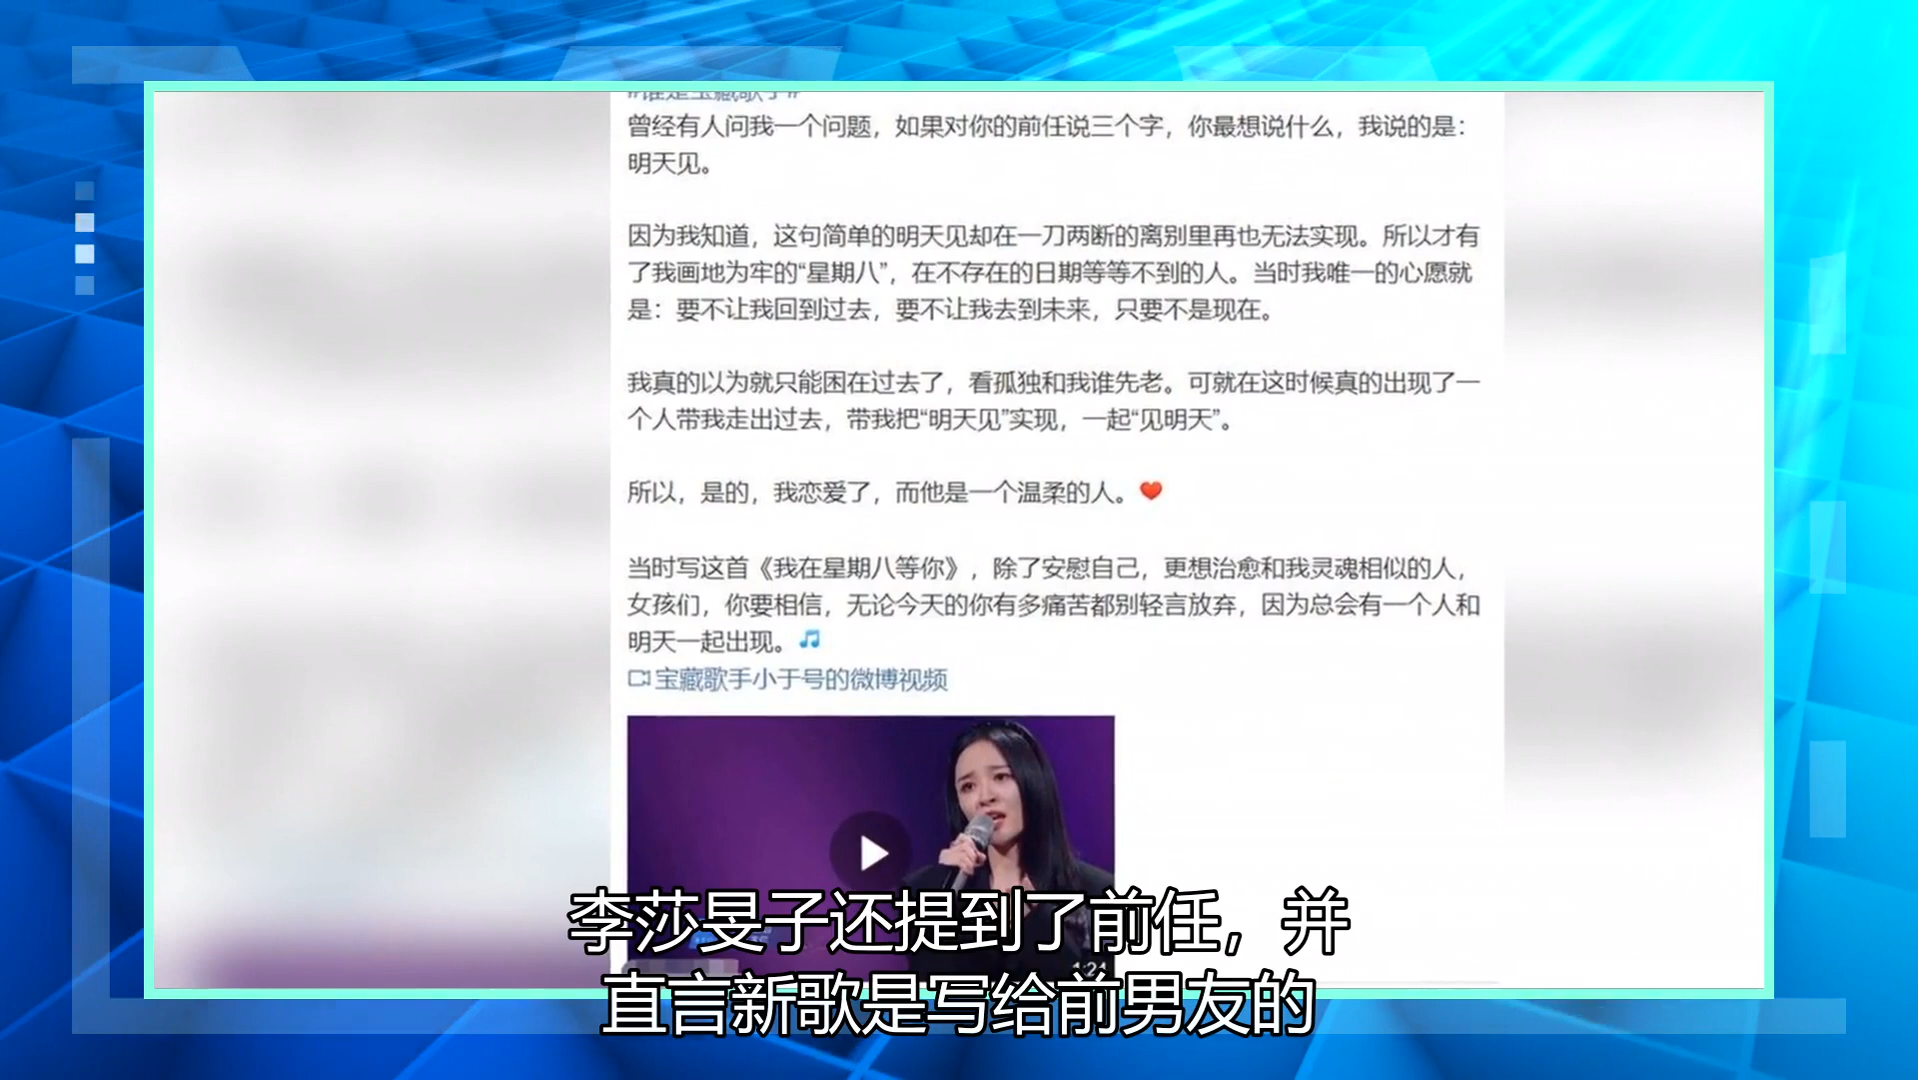 #谁是宝藏歌手#
曾经有人问我一个问题，如果对你的前任说三个字，你最想说什么，我说的是：
明天见。
因为我知道，这句简单的明天见却在一刀两断的离别里再也无法实现。所以才有
了我画地为牢的“星期八”，在不存在的日期等等不到的人。当时我唯一的心愿就
是：要不让我回到过去，要不让我去到未来，只要不是现在。
我真的以为就只能困在过去了，看孤独和我谁先老。可就在这时候真的出现了一
个人带我走出过去，带我把“明天见”实现，一起“见明天”。
所以，是的，我恋爱了，而他是一个温柔的人。❤️
当时写这首《我在星期八等你》，除了安慰自己，更想治愈和我灵魂相似的人，
女孩们，你要相信，无论今天的你有多痛苦都别轻言放弃，因为总会有一个人和
明天一起出现。🎵
宝藏歌手小于号的微博视频
1:24
李莎旻子还提到了前任，并
直言新歌是写给前男友的